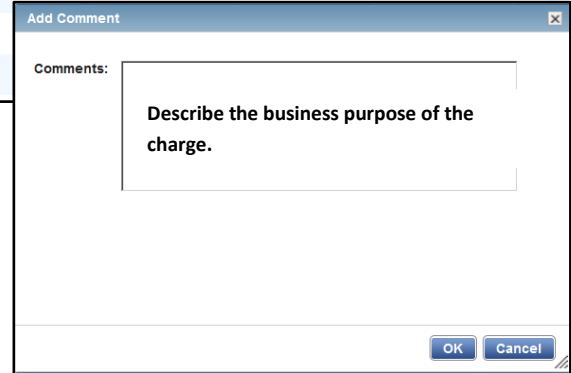 Add Comment
Comments:
Describe the business purpose of the
charge.
OK Cancel